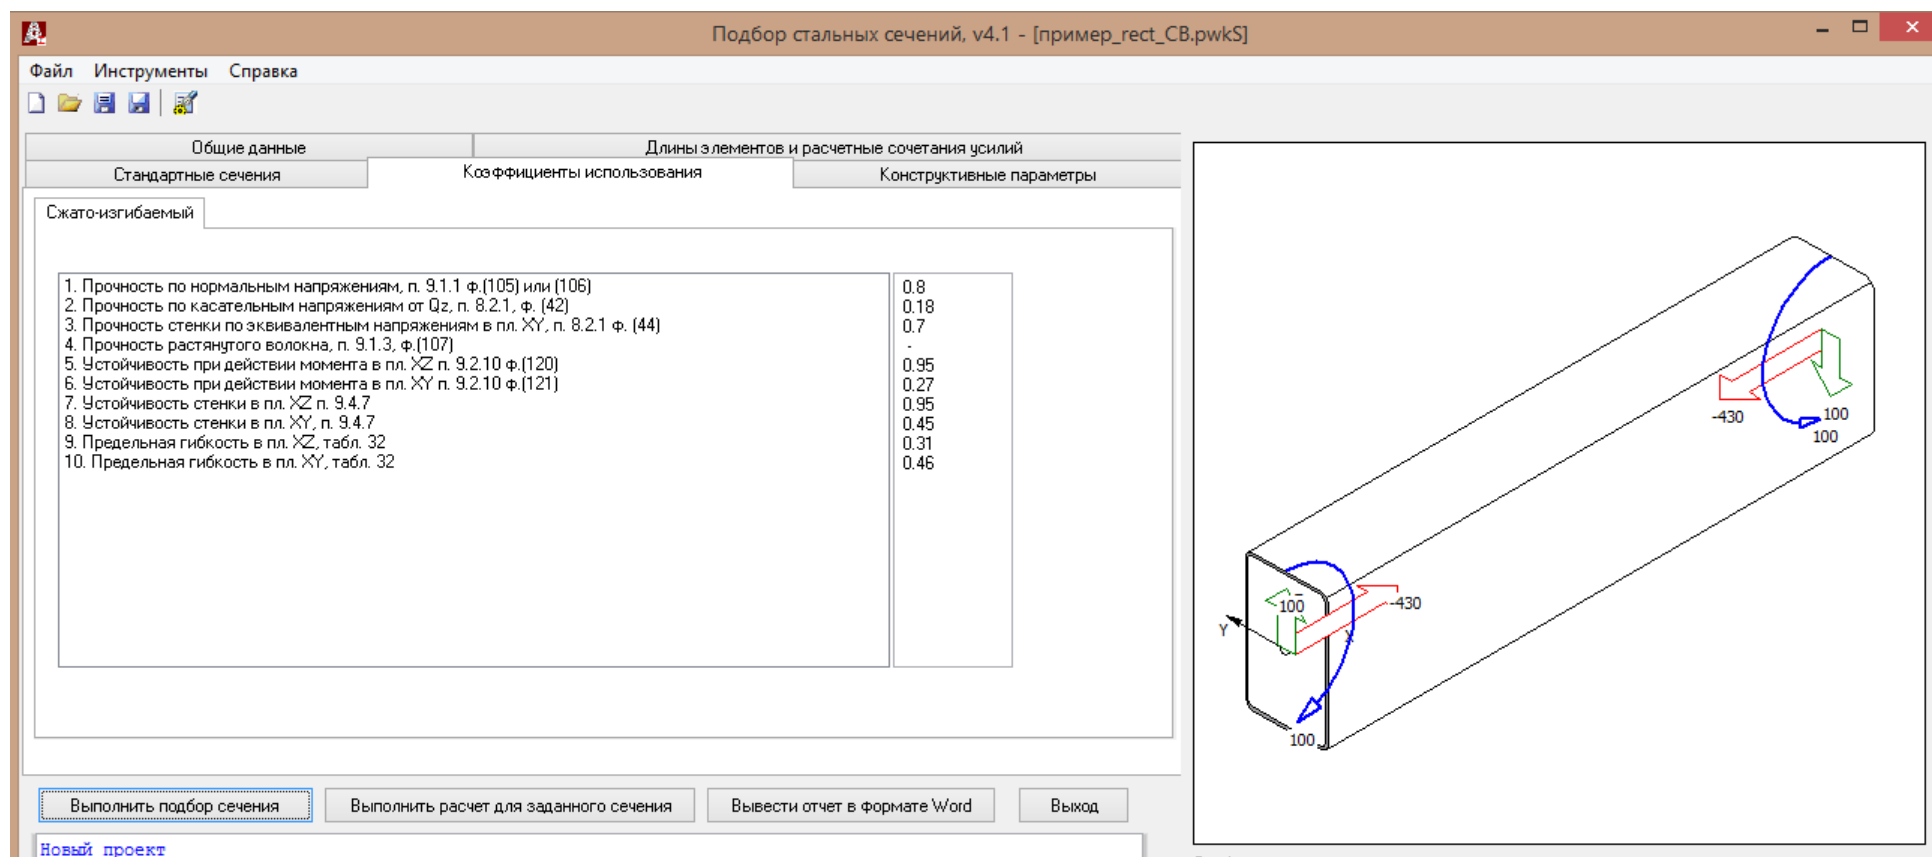 Подбор стальных сечений, v4.1 - [пример_rect_CB.pwkS]
Файл Инструменты Справка
Общие данные
Длины элементов и расчетные сочетания усилий
Стандартные сечения
Коэффициенты использования
Конструктивные параметры
Сжато-изгибаемый
1. Прочность по нормальным напряжениям, п. 9.1.1 ф.(105) или (106) 0.8
2. Прочность по касательным напряжениям от Qz, п. 8.2.1, ф. (42) 0.18
3. Прочность стенки по эквивалентным напряжениям в пл. XY, п. 8.2.1 ф. (44) 0.7
4. Прочность растянутого волокна, п. 9.1.3, ф.(107) -
5. Устойчивость при действии момента в пл. XZ п. 9.2.10 ф.(120) 0.95
6. Устойчивость при действии момента в пл. XY п. 9.2.10 ф.(121) 0.27
7. Устойчивость стенки в пл. XZ п. 9.4.7 0.95
8. Устойчивость стенки в пл. XY, п. 9.4.7 0.45
9. Предельная гибкость в пл. XZ, табл. 32 0.31
10. Предельная гибкость в пл. XY, табл. 32 0.46
-430
100
100
100
-430
Y
X
100
Выполнить подбор сечения
Выполнить расчет для заданного сечения
Вывести отчет в формате Word
Выход
Новый проект